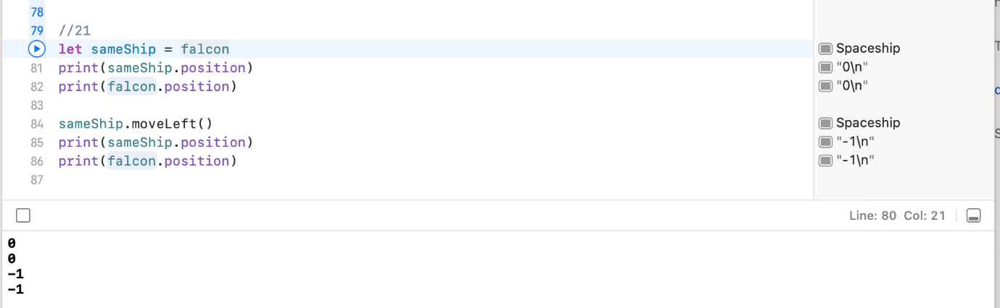 78
79 //21
let sameShip = falcon Spaceship
81 print(sameShip.position) "0\n"
82 print(falcon.position) "0\n"
83
84 sameShip.moveLeft() Spaceship
85 print(sameShip.position) "-1\n"
86 print(falcon.position) "-1\n"
87
Line: 80 Col: 21
0
0
-1
-1